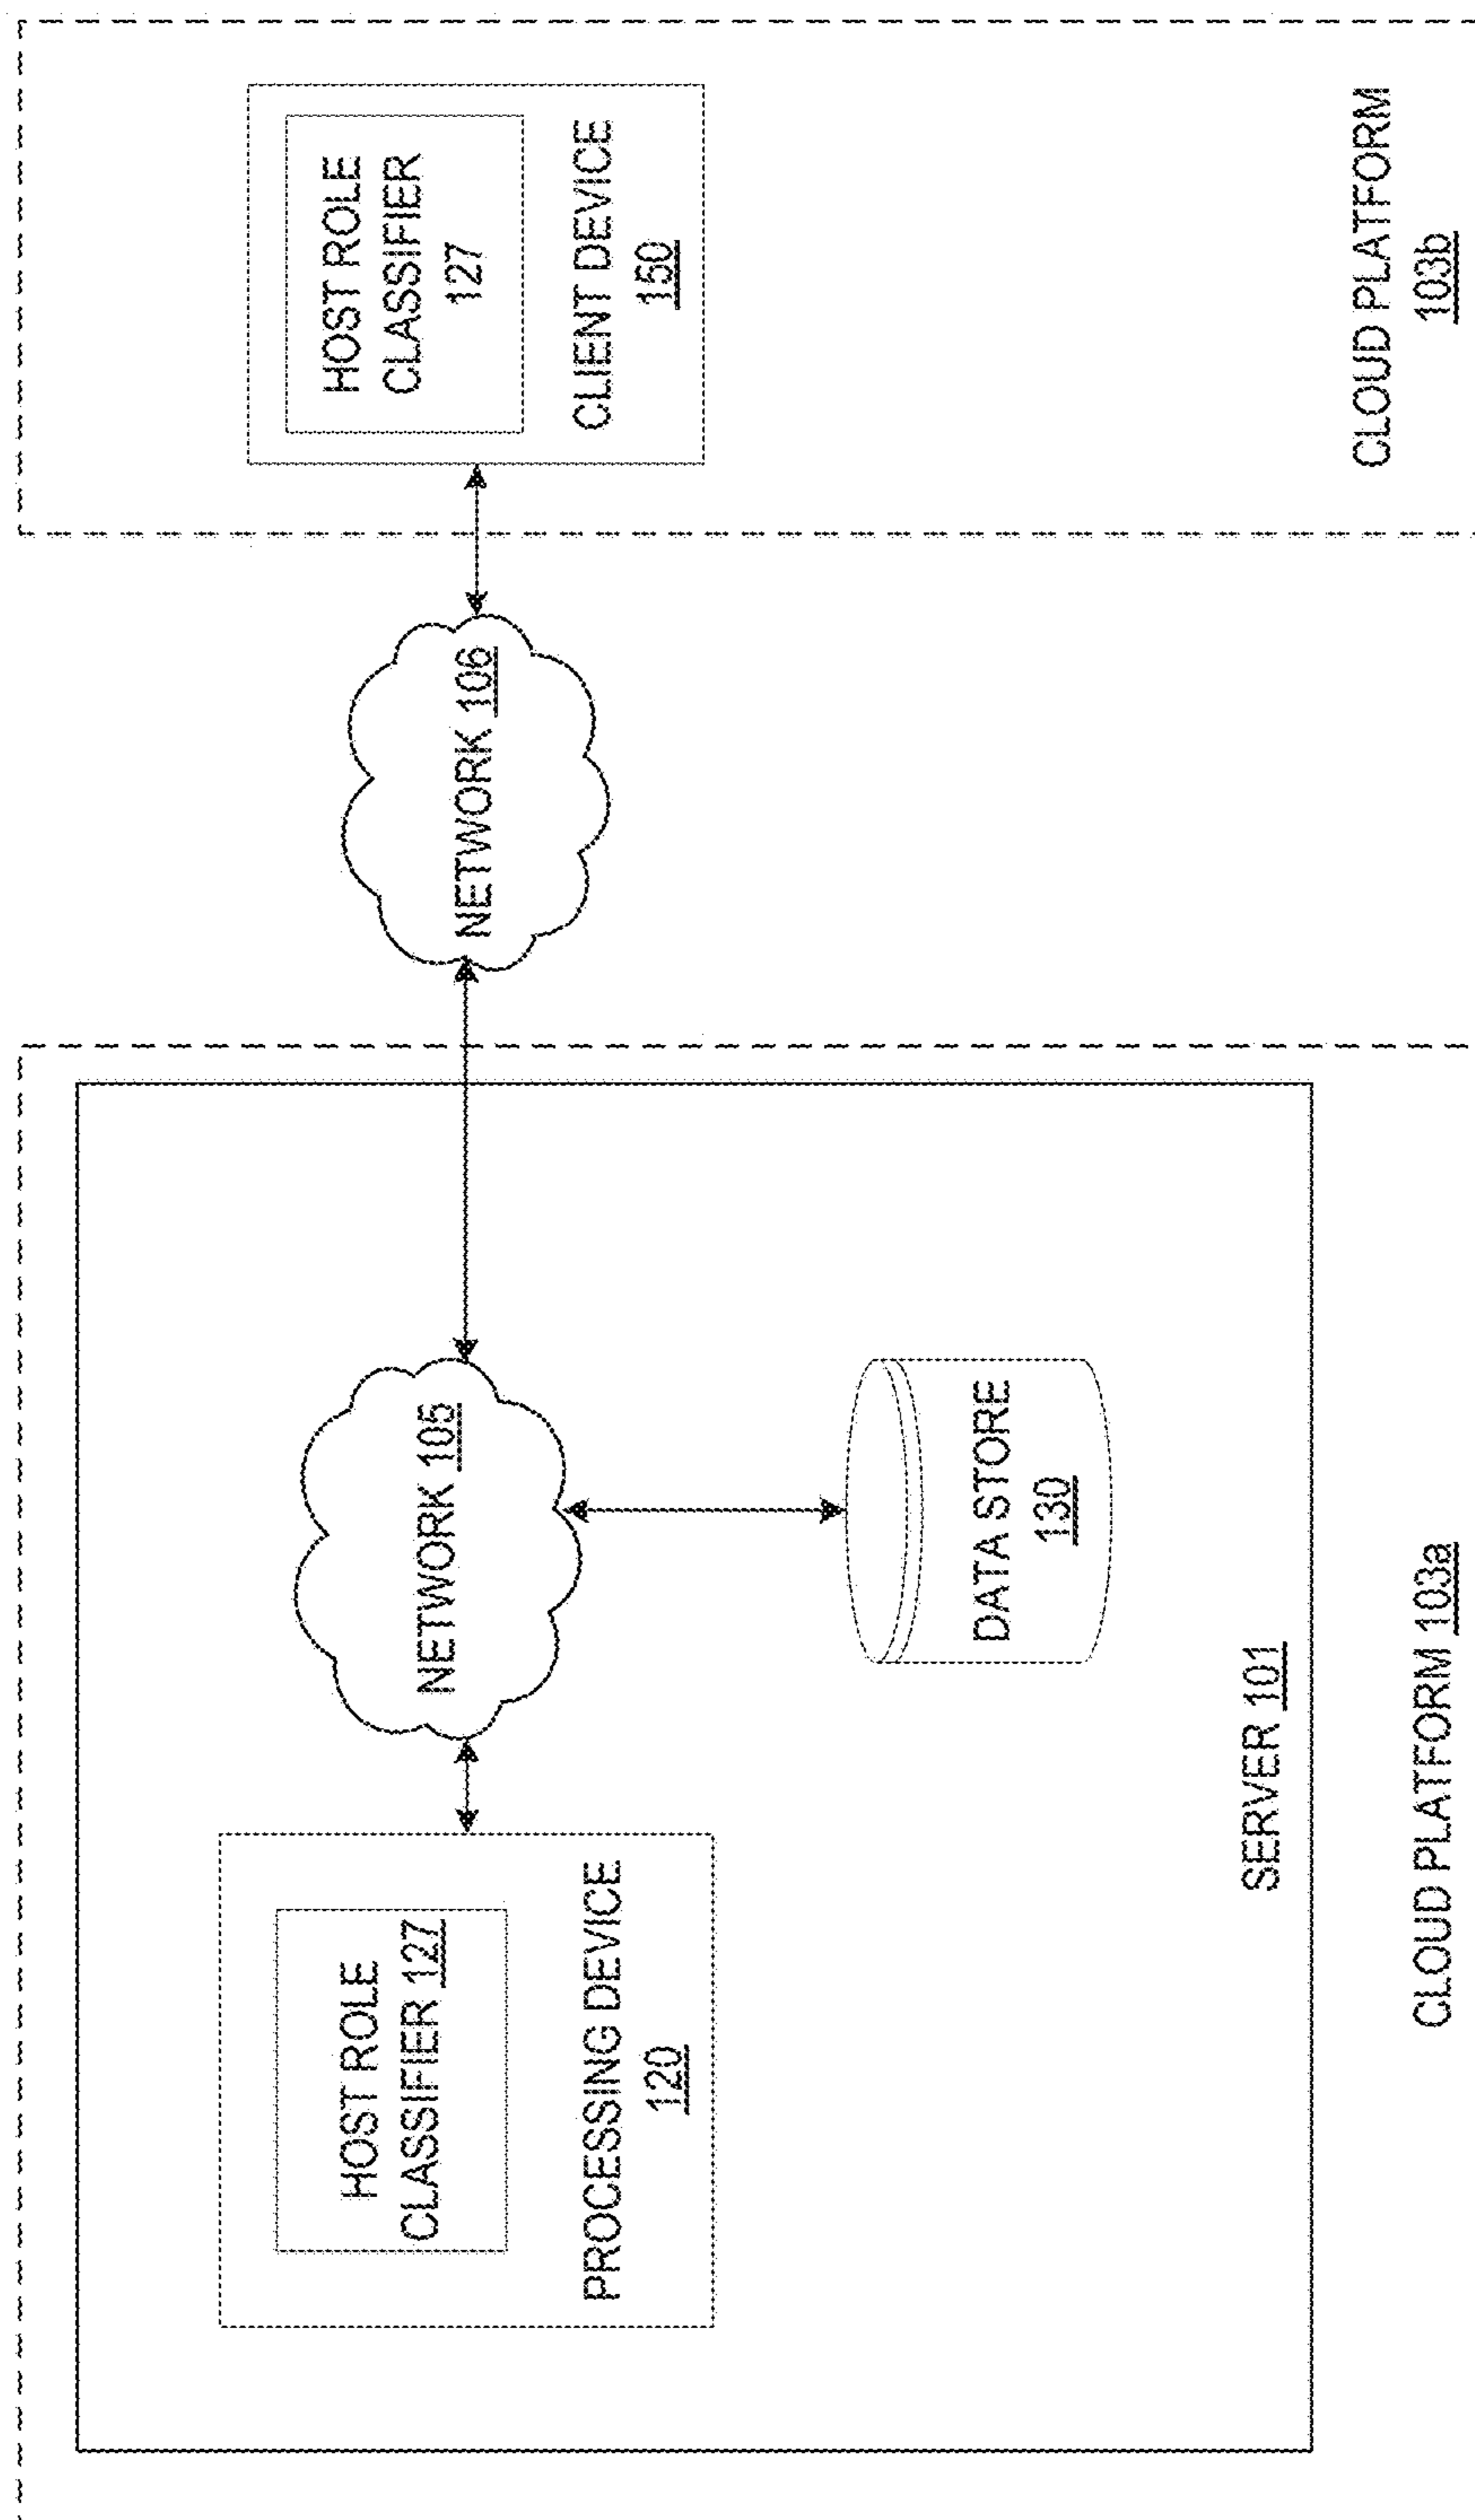 HOST ROLE
CLASSIFIER 127
PROCESSING DEVICE
120
NETWORK 105
DATA STORE
130
SERVER 101
CLOUD PLATFORM 103a
NETWORK 106
HOST ROLE
CLASSIFIER
127
CLIENT DEVICE
150
CLOUD PLATFORM
103b